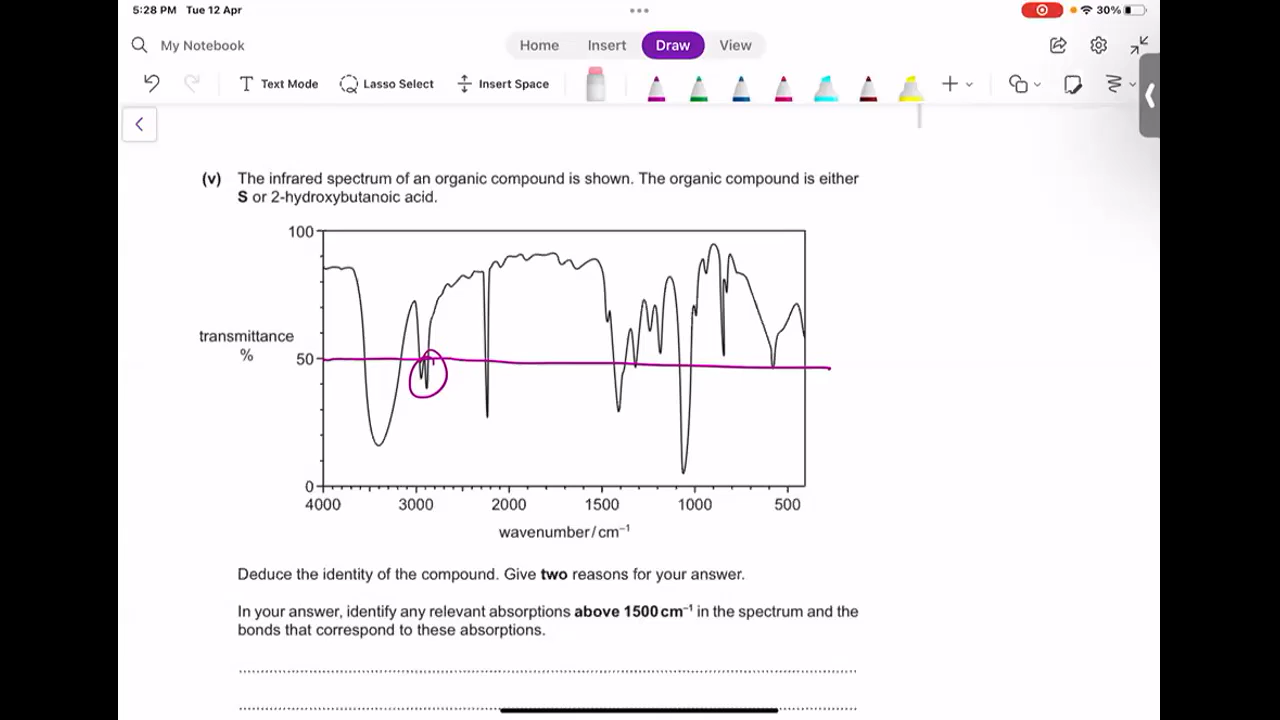 5:28 PM Tue 12 Apr
30%
My Notebook
Home Insert Draw View
Text Mode Lasso Select Insert Space
(v) The infrared spectrum of an organic compound is shown. The organic compound is either
S or 2-hydroxybutanoic acid.
100
transmittance
%
50
0
4000 3000 2000 1500 1000 500
wavenumber/cm⁻¹
Deduce the identity of the compound. Give two reasons for your answer.
In your answer, identify any relevant absorptions above 1500 cm⁻¹ in the spectrum and the
bonds that correspond to these absorptions.